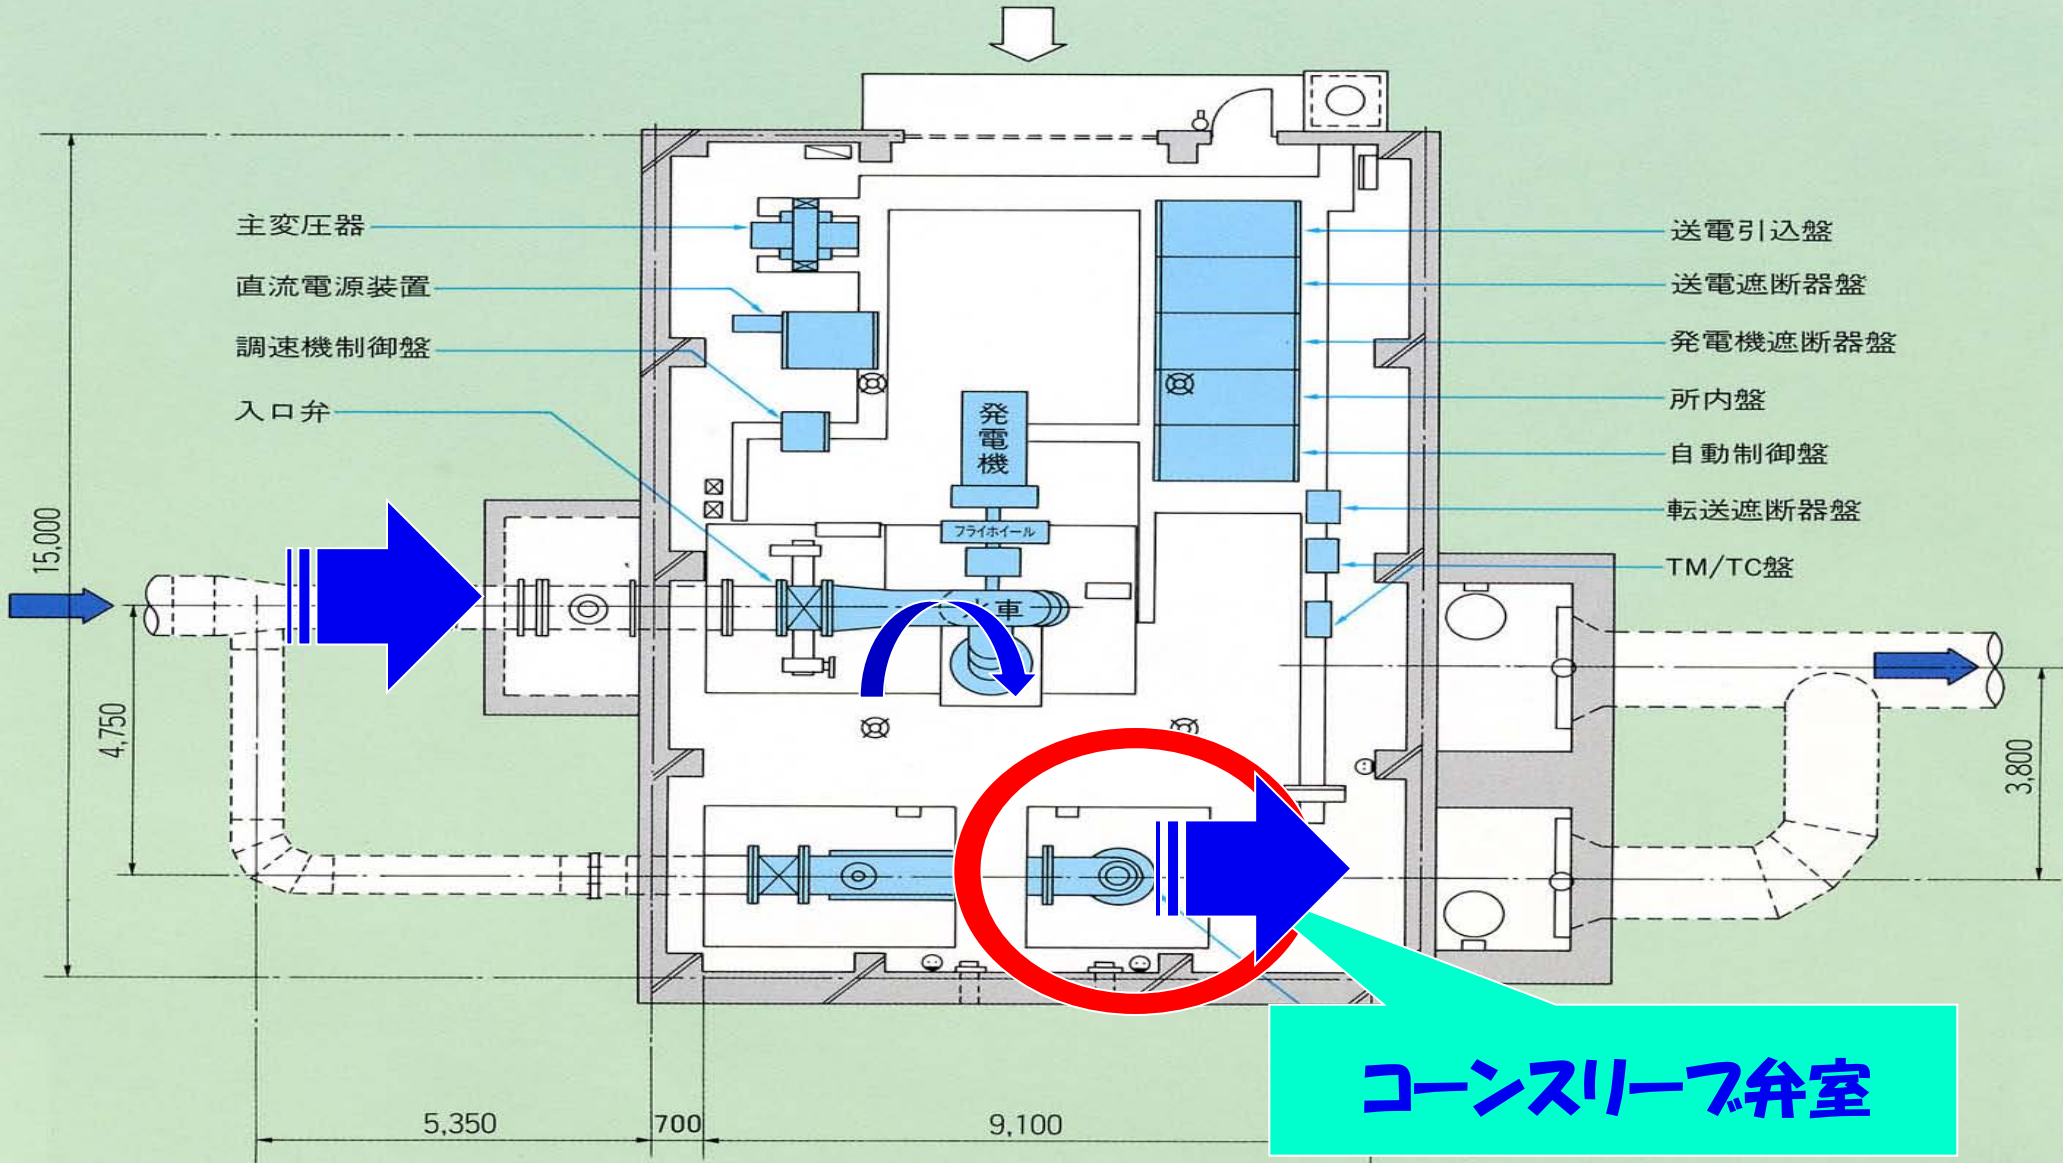 主変圧器
直流電源装置
調速機制御盤
入口弁
送電引込盤
送電遮断器盤
発電機遮断器盤
所内盤
自動制御盤
転送遮断器盤
TM/TC盤
発電機
フライホイール
水車
15,000
4,750
3,800
コーンスリーブ弁室
5,350
700
9,100